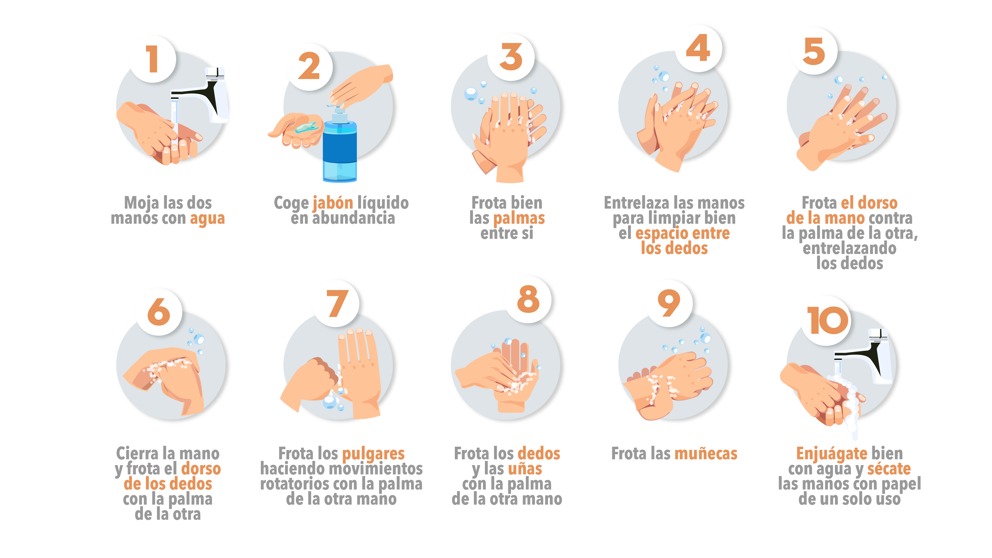 1
Moja las dos
manos con agua
2
Coge jabón líquido
en abundancia
3
Frota bien
las palmas
entre si
4
Entrelaza las manos
para limpiar bien
el espacio entre
los dedos
5
Frota el dorso
de la mano contra
la palma de la otra,
entrelazando
los dedos
6
Cierra la mano
y frota el dorso
de los dedos
con la palma
de la otra
7
Frota los pulgares
haciendo movimientos
rotatorios con la palma
de la otra mano
8
Frota los dedos
y las uñas
con la palma
de la otra mano
9
Frota las muñecas
10
Enjuágate bien
con agua y sécate
las manos con papel
de un solo uso